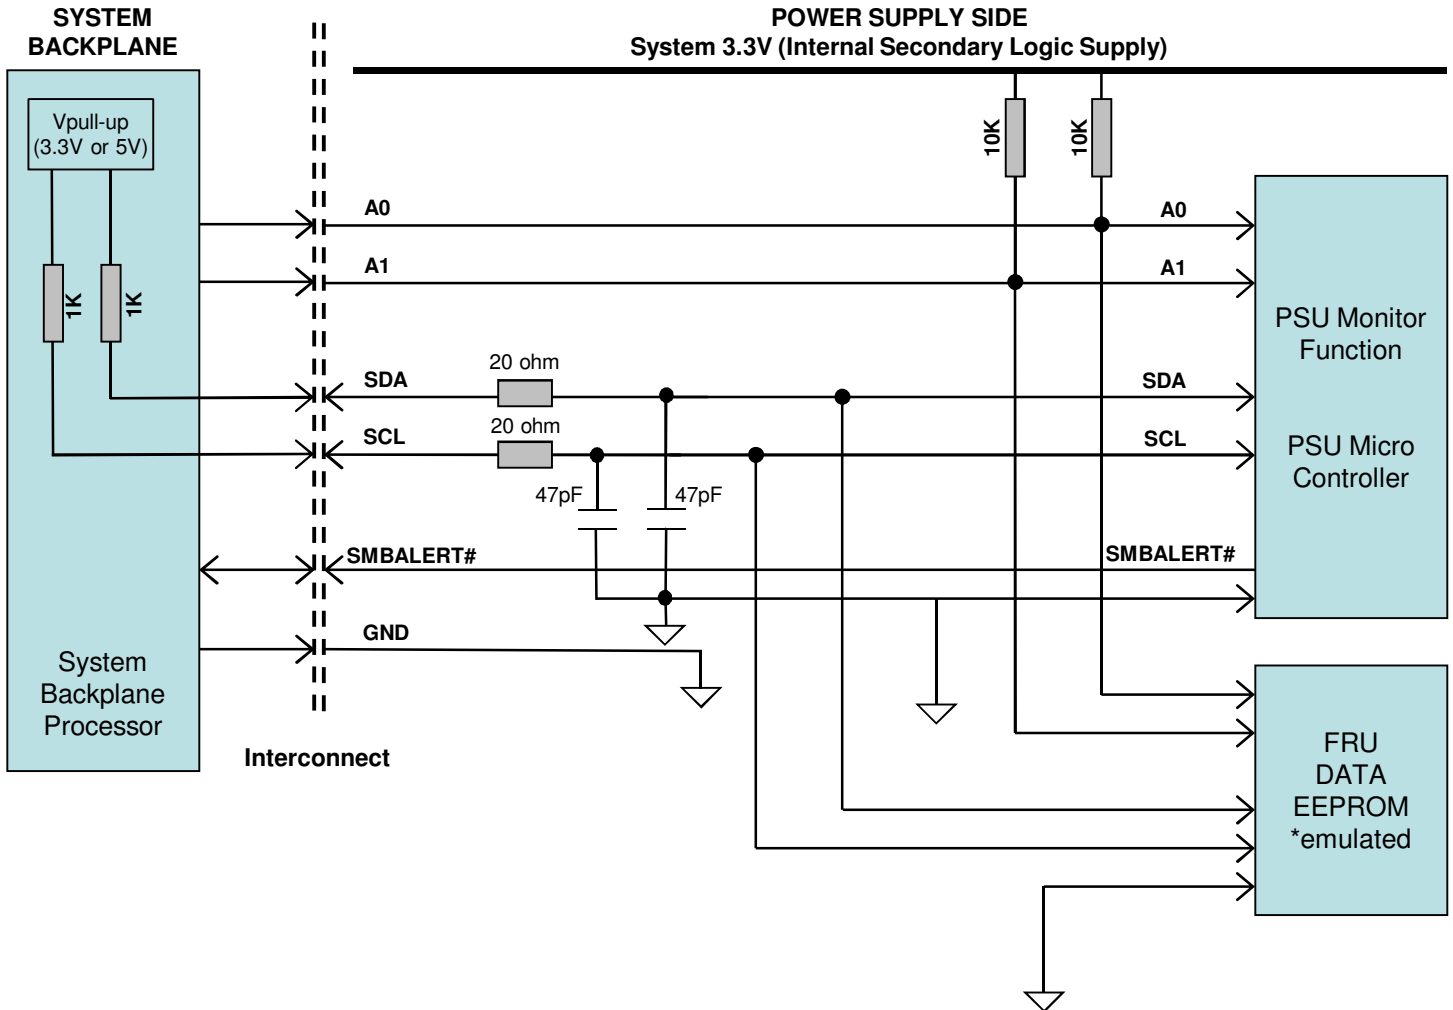 SYSTEM
BACKPLANE
POWER SUPPLY SIDE
System 3.3V (Internal Secondary Logic Supply)
Vpull-up
(3.3V or 5V)
10K
10K
A0
A0
A1
A1
1K
1K
PSU Monitor
Function
20 ohm
SDA
SDA
20 ohm
SCL
SCL
PSU Micro
Controller
47pF
47pF
SMBALERT#
SMBALERT#
GND
System
Backplane
Processor
Interconnect
FRU
DATA
EEPROM
*emulated